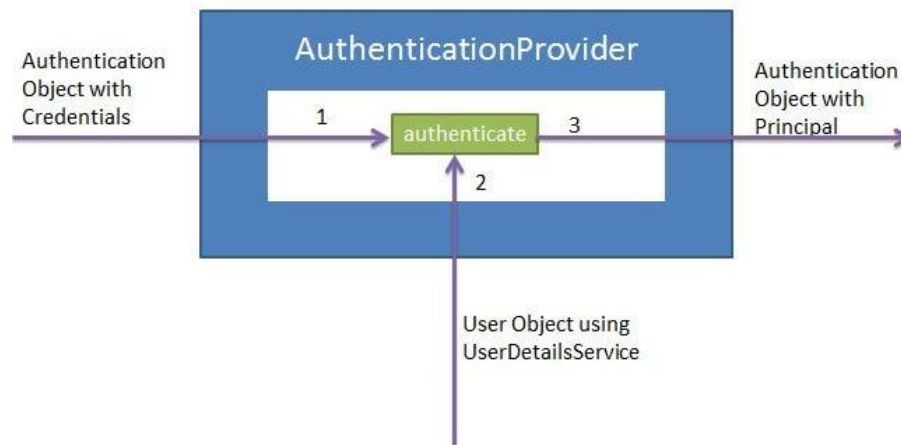 AuthenticationProvider
Authentication
Object with
Credentials
1
authenticate
3
2
Authentication
Object with
Principal
User Object using
UserDetailsService